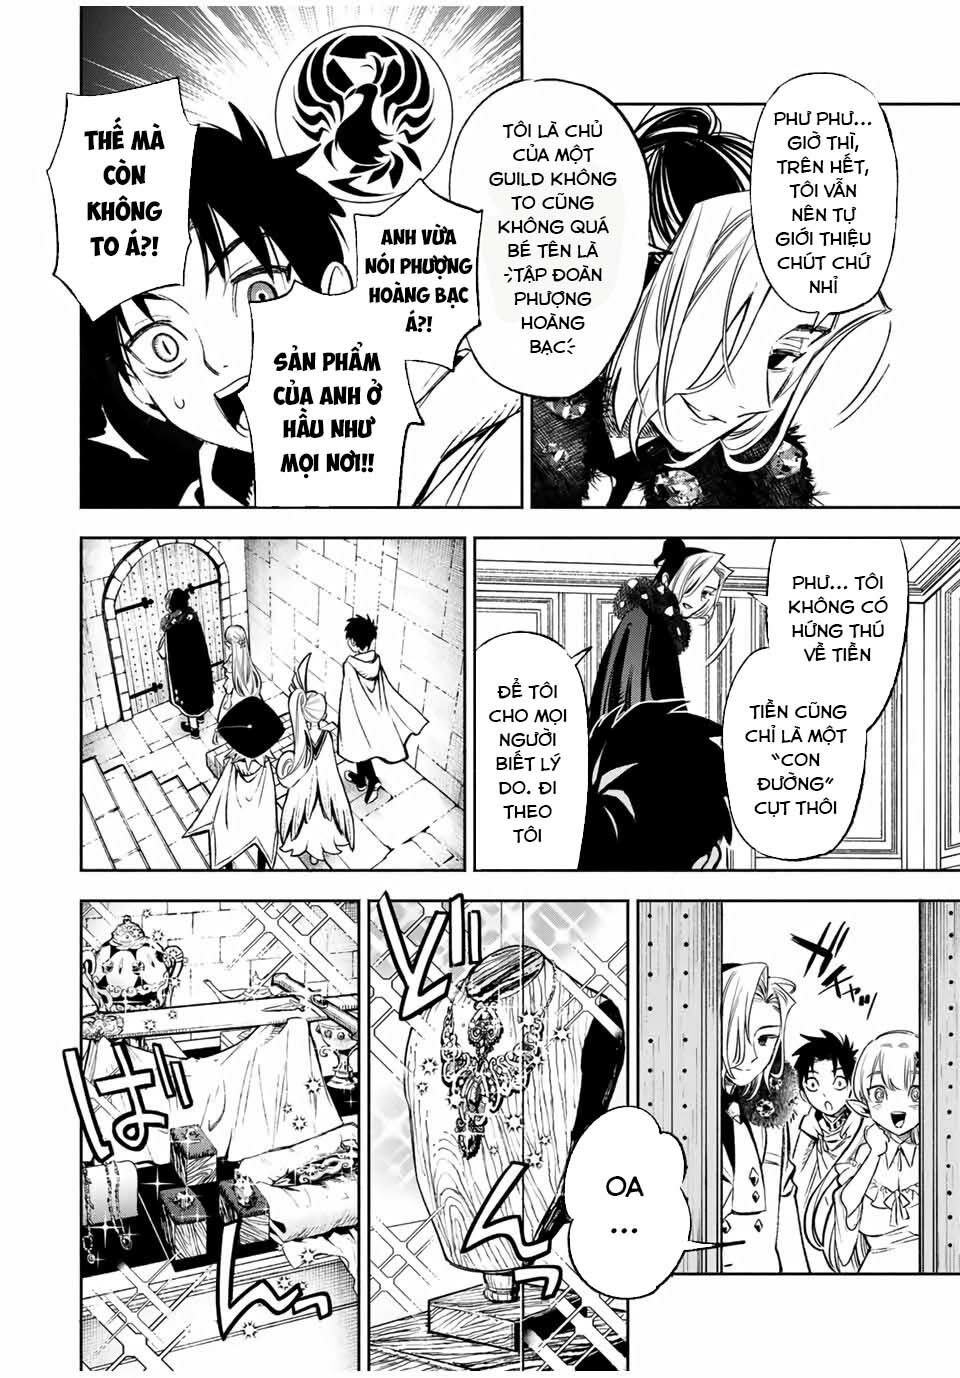 PHƯ PHƯ...
GIỜ THÌ,
TRÊN HẾT,
TÔI VẪN
NÊN TỰ
GIỚI THIỆU
CHÚT CHỨ
NHỈ
TÔI LÀ CHỦ
CỦA MỘT
GUILD KHÔNG
TO CŨNG
KHÔNG QUÁ
BÉ TÊN LÀ
TẬP ĐOÀN
PHƯỢNG
HOÀNG
BẠC
ANH VỪA
NÓI PHƯỢNG
HOÀNG BẠC
Á?!
SẢN PHẨM
CỦA ANH Ở
HẦU NHƯ
MỌI NƠI!!
THẾ MÀ
CÒN
KHÔNG
TO Á?!
PHƯ... TÔI
KHÔNG CÓ
HỨNG THÚ
VỀ TIỀN
TIỀN CŨNG
CHỈ LÀ MỘT
“CON
ĐƯỜNG”
CỤT THÔI
ĐỂ TÔI
CHO MỌI
NGƯỜI
BIẾT LÝ
DO. ĐI
THEO
TÔI
OA
...